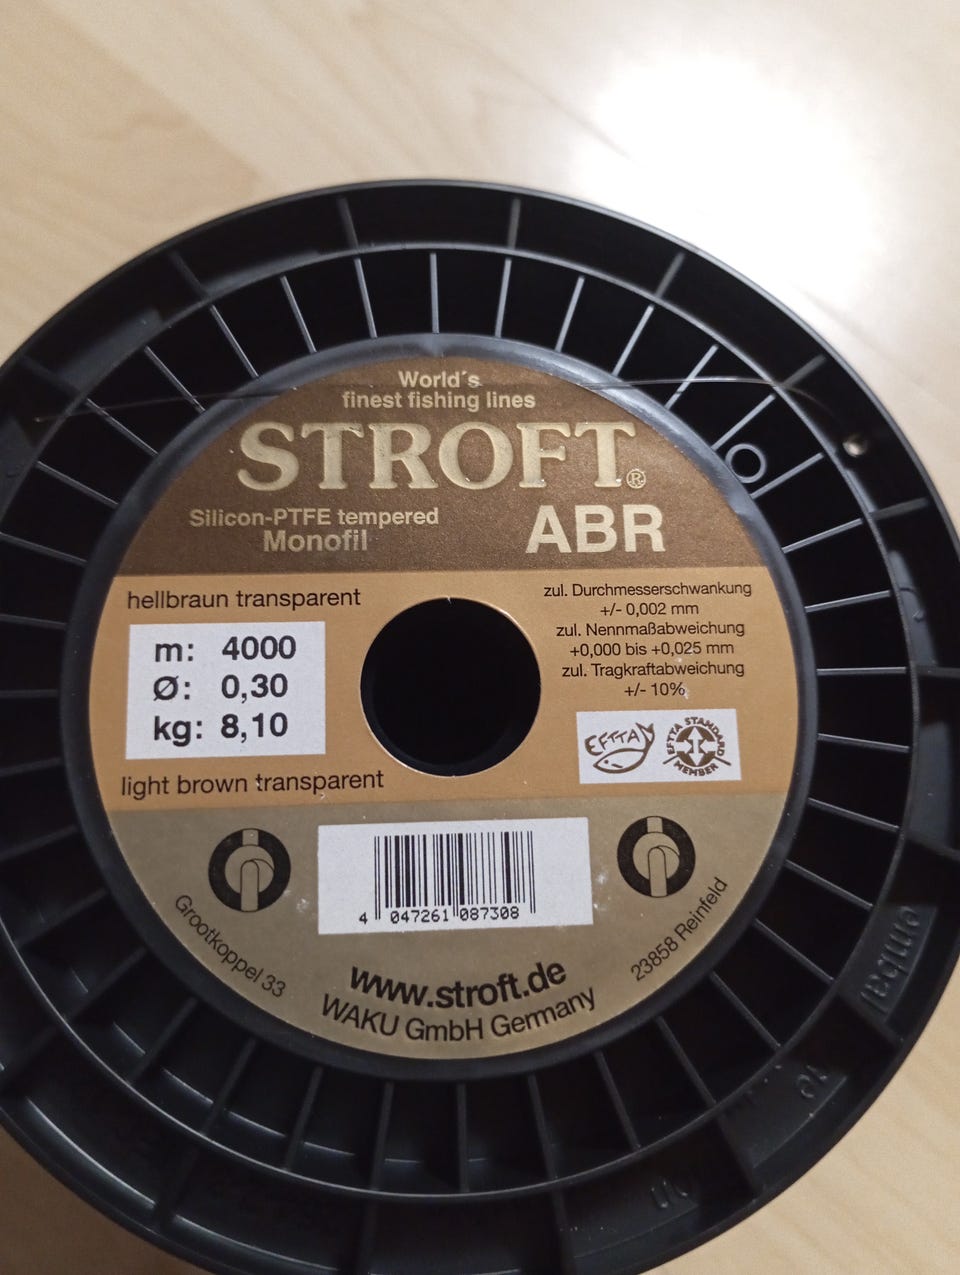 World´s
finest fishing lines
STROFT®
Silicon-PTFE tempered
Monofil
ABR
hellbraun transparent
m: 4000
Ø: 0,30
kg: 8,10
light brown transparent
zul. Durchmesserschwankung
+/- 0,002 mm
zul. Nennmaßabweichung
+0,000 bis +0,025 mm
zul. Tragkraftabweichung
+/- 10%
EFTTA
EFTTA STANDARD
MEMBER
4 047261 087308
Grootkoppel 33
23858 Reinfeld
www.stroft.de
WAKU GmbH Germany